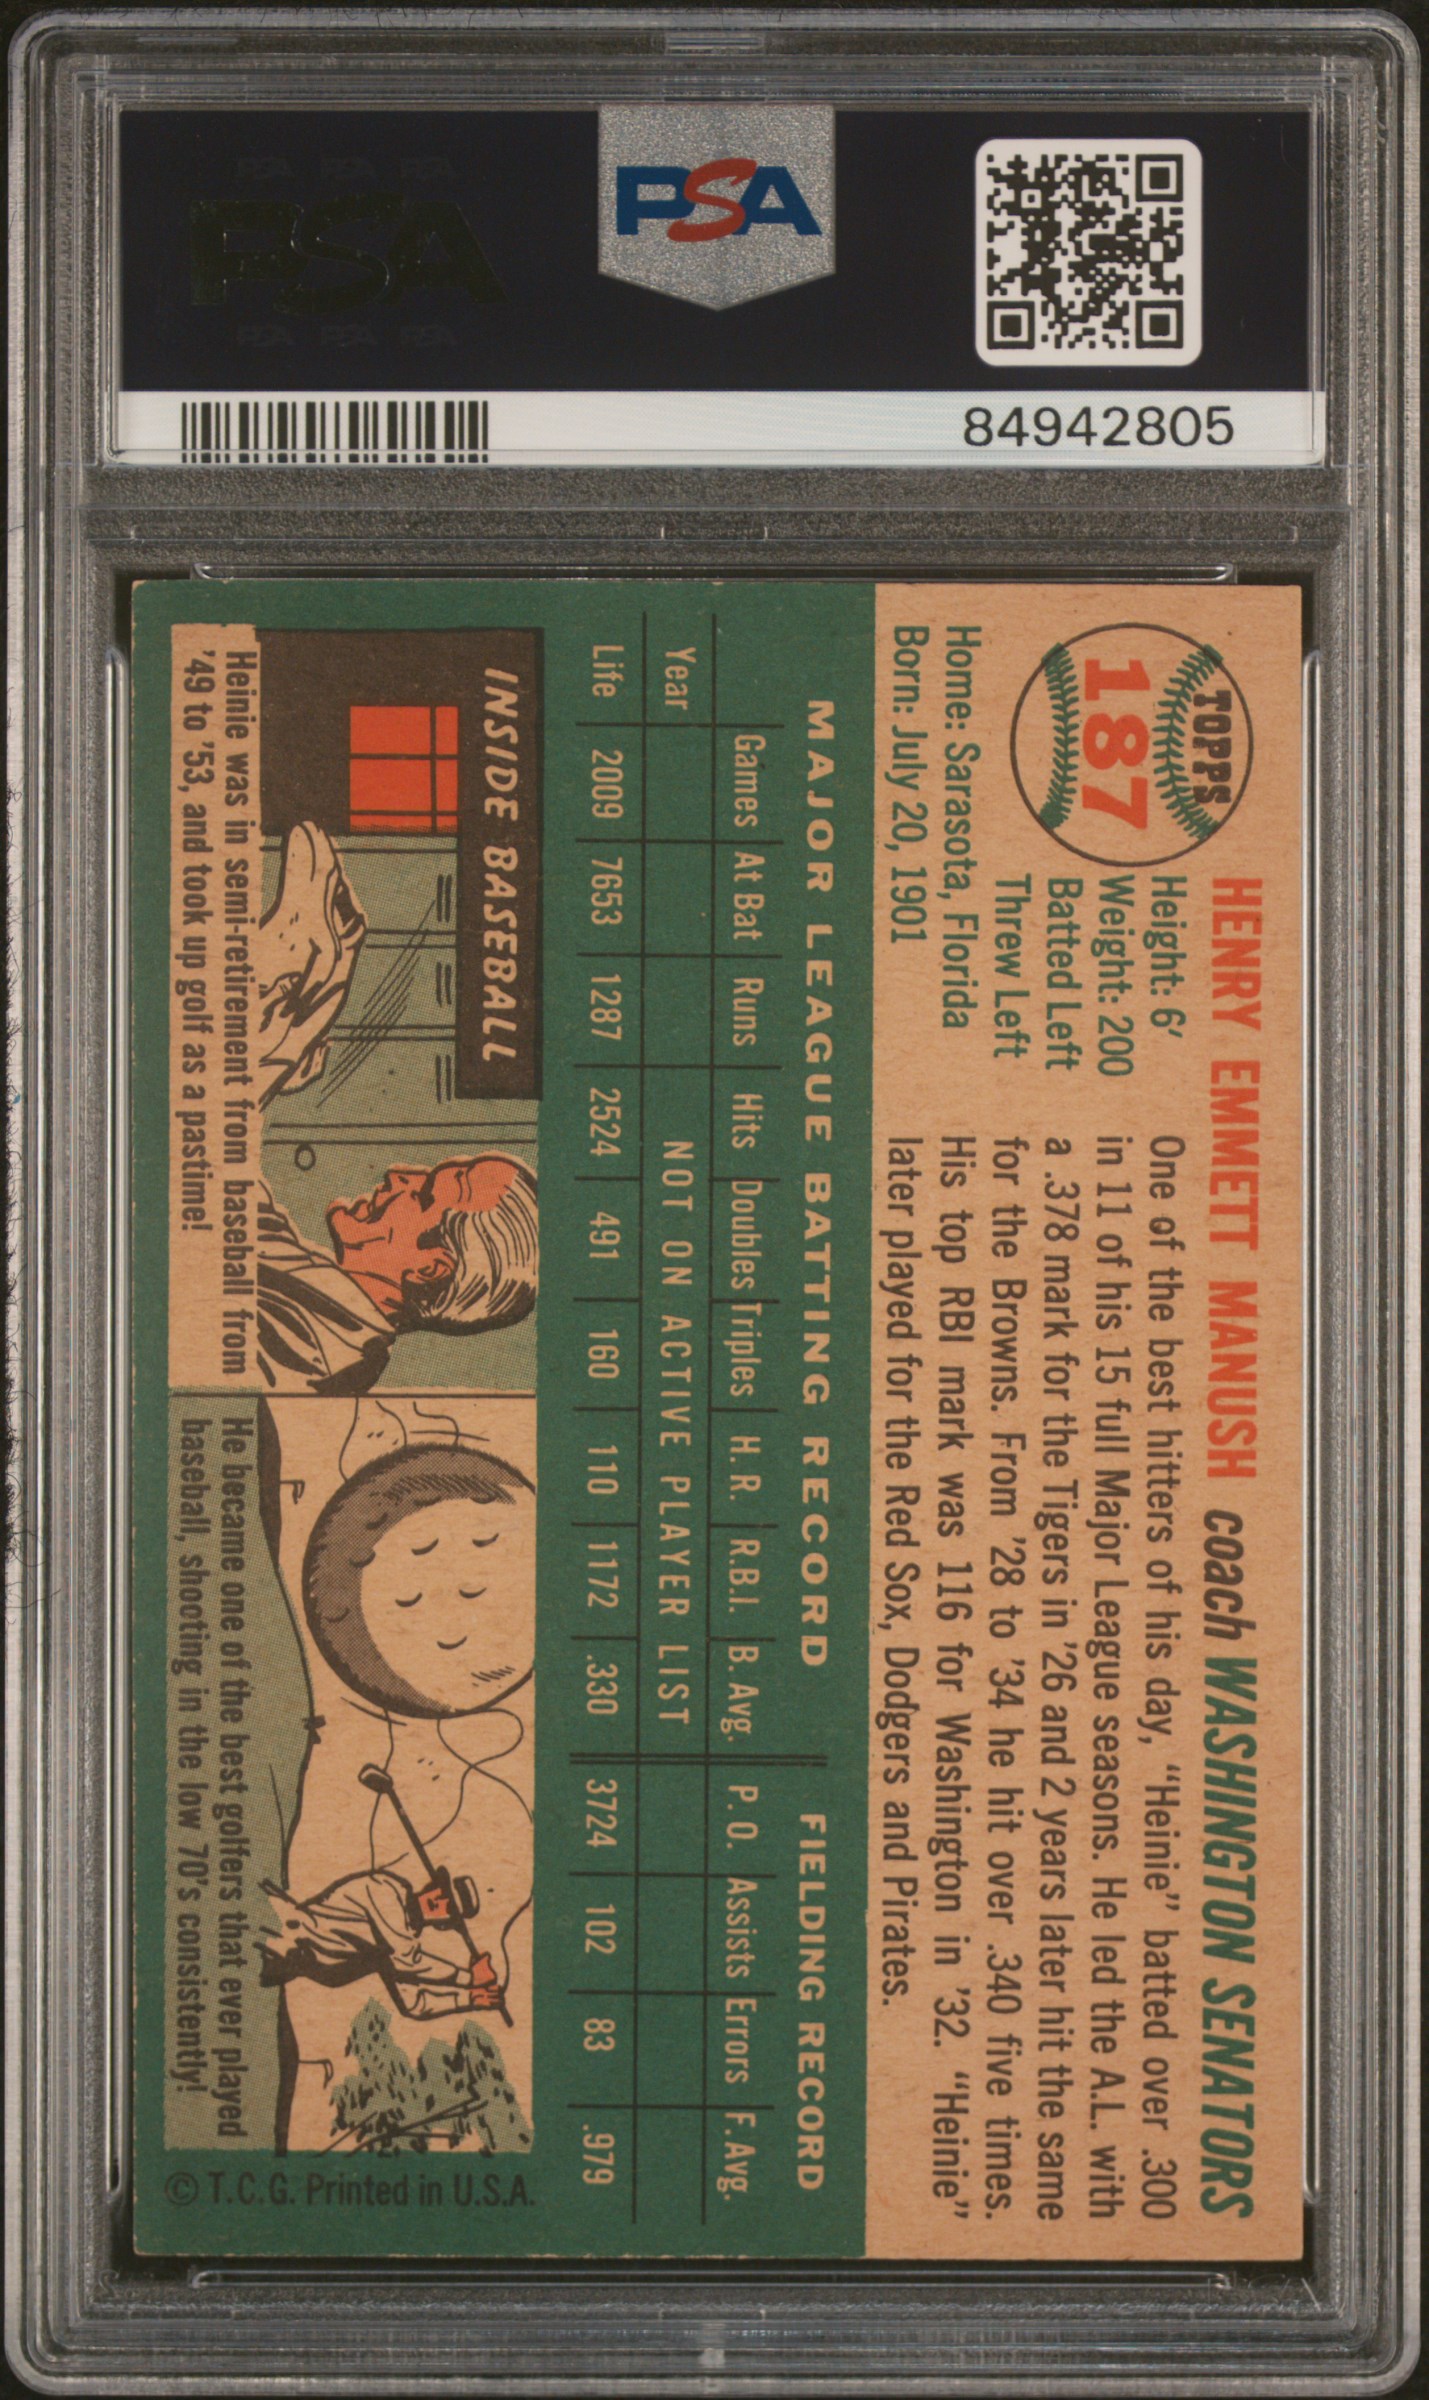 PSA
PSA PSA PSA
PSA
PSA PSA PSA
84942805
TOPPS
187
HENRY EMMETT MANUSH coach WASHINGTON SENATORS
Height: 6'
Weight: 200
Batted Left
Threw Left
Home: Sarasota, Florida
Born: July 20, 1901
One of the best hitters of his day, “Heinie” batted over .300
in 11 of his 15 full Major League seasons. He led the A.L. with
a .378 mark for the Tigers in '26 and 2 years later hit the same
for the Browns. From '28 to '34 he hit over .340 five times.
His top RBI mark was 116 for Washington in '32. “Heinie”
later played for the Red Sox, Dodgers and Pirates.
MAJOR LEAGUE BATTING RECORD FIELDING RECORD
Games At Bat Runs Hits Doubles Triples H.R. R.B.I. B. Avg. P.O. Assists Errors F. Avg.
Year NOT ON ACTIVE PLAYER LIST
Life 2009 7653 1287 2524 491 160 110 1172 .330 3724 102 83 .979
INSIDE BASEBALL
Heinie was in semi-retirement from baseball from
'49 to '53, and took up golf as a pastime!
He became one of the best golfers that ever played
baseball, shooting in the low 70's consistently!
© T.C.G. Printed in U.S.A.